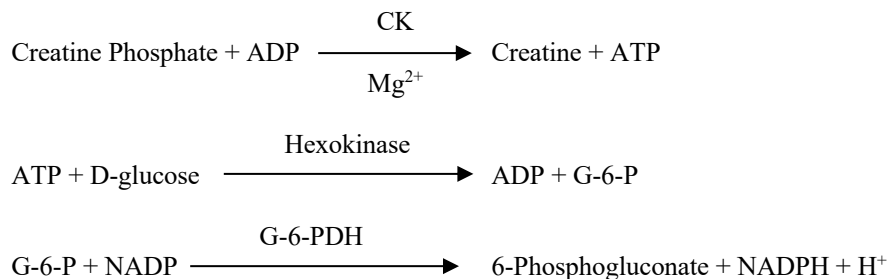 CK
Creatine Phosphate + ADP Creatine + ATP
Mg²⁺
Hexokinase
ATP + D-glucose ADP + G-6-P
G-6-PDH
G-6-P + NADP 6-Phosphogluconate + NADPH + H⁺